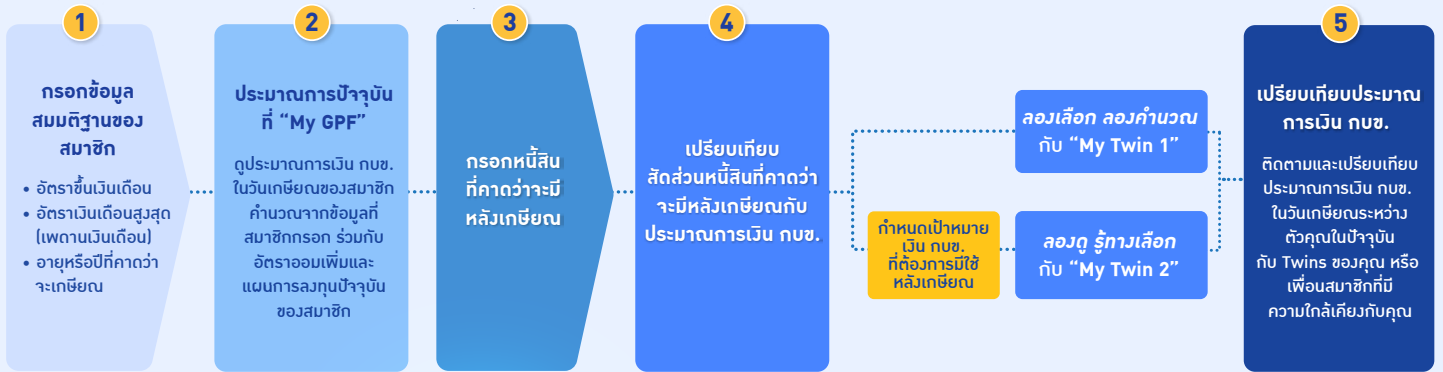 1
กรอกข้อมูล
สมมติฐานของ
สมาชิก
• อัตราขึ้นเงินเดือน
• อัตราเงินเดือนสูงสุด
(เพดานเงินเดือน)
• อายุหรือปีที่คาดว่า
จะเกษียณ
2
ประมาณการปัจจุบัน
ที่ “My GPF”
ดูประมาณการเงิน กบข.
ในวันเกษียณของสมาชิก
คำนวณจากข้อมูลที่
สมาชิกกรอก ร่วมกับ
อัตราออมเพิ่มและ
แผนการลงทุนปัจจุบัน
ของสมาชิก
3
กรอกหนี้สิน
ที่คาดว่าจะมี
หลังเกษียณ
4
เปรียบเทียบ
สัดส่วนหนี้สินที่คาดว่า
จะมีหลังเกษียณกับ
ประมาณการเงิน กบข.
ลองเลือก ลองคำนวณ
กับ “My Twin 1”
กำหนดเป้าหมาย
เงิน กบข.
ที่ต้องการมีใช้
หลังเกษียณ
ลองดู รู้ทางเลือก
กับ “My Twin 2”
5
เปรียบเทียบประมาณ
การเงิน กบข.
ติดตามและเปรียบเทียบ
ประมาณการเงิน กบข.
ในวันเกษียณระหว่าง
ตัวคุณในปัจจุบัน
กับ Twins ของคุณ หรือ
เพื่อนสมาชิกที่มี
ความใกล้เคียงกับคุณ